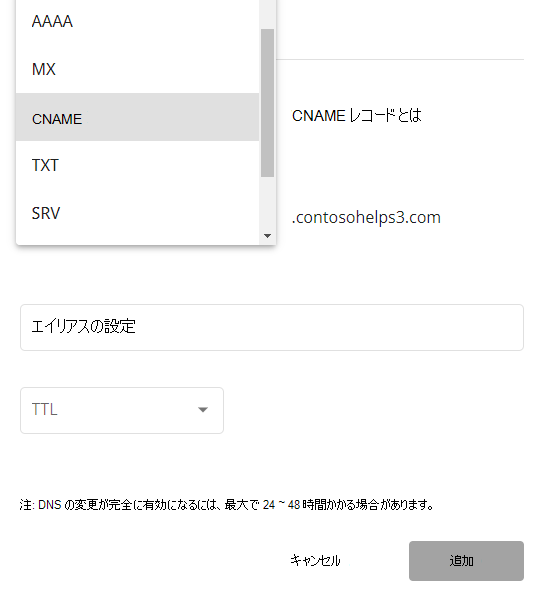 AAAA
MX
CNAME
CNAME レコードとは
TXT
SRV
.contosohelps3.com
エイリアスの設定
TTL
注: DNS の変更が完全に有効になるには、最大で 24 ~ 48 時間かかる場合があります。
キャンセル
追加